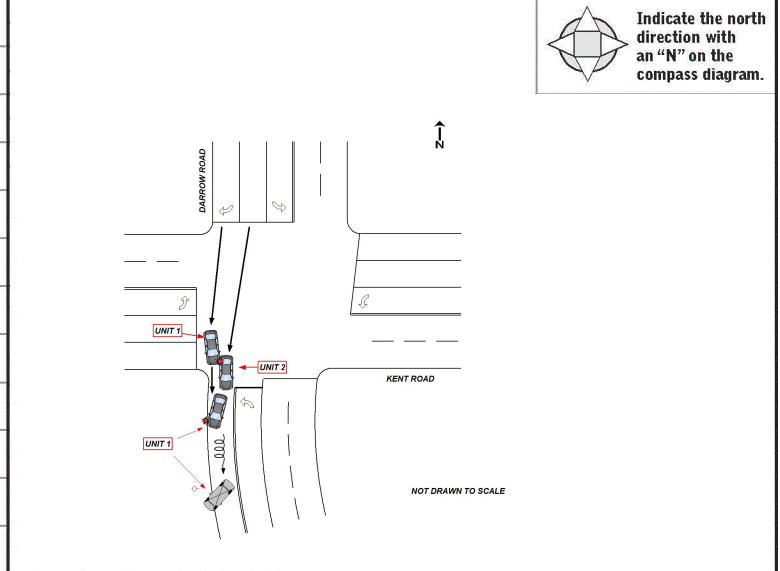 Indicate the north
direction with
an “N” on the
compass diagram.
N
DARROW ROAD
UNIT 1
UNIT 2
KENT ROAD
UNIT 1
NOT DRAWN TO SCALE